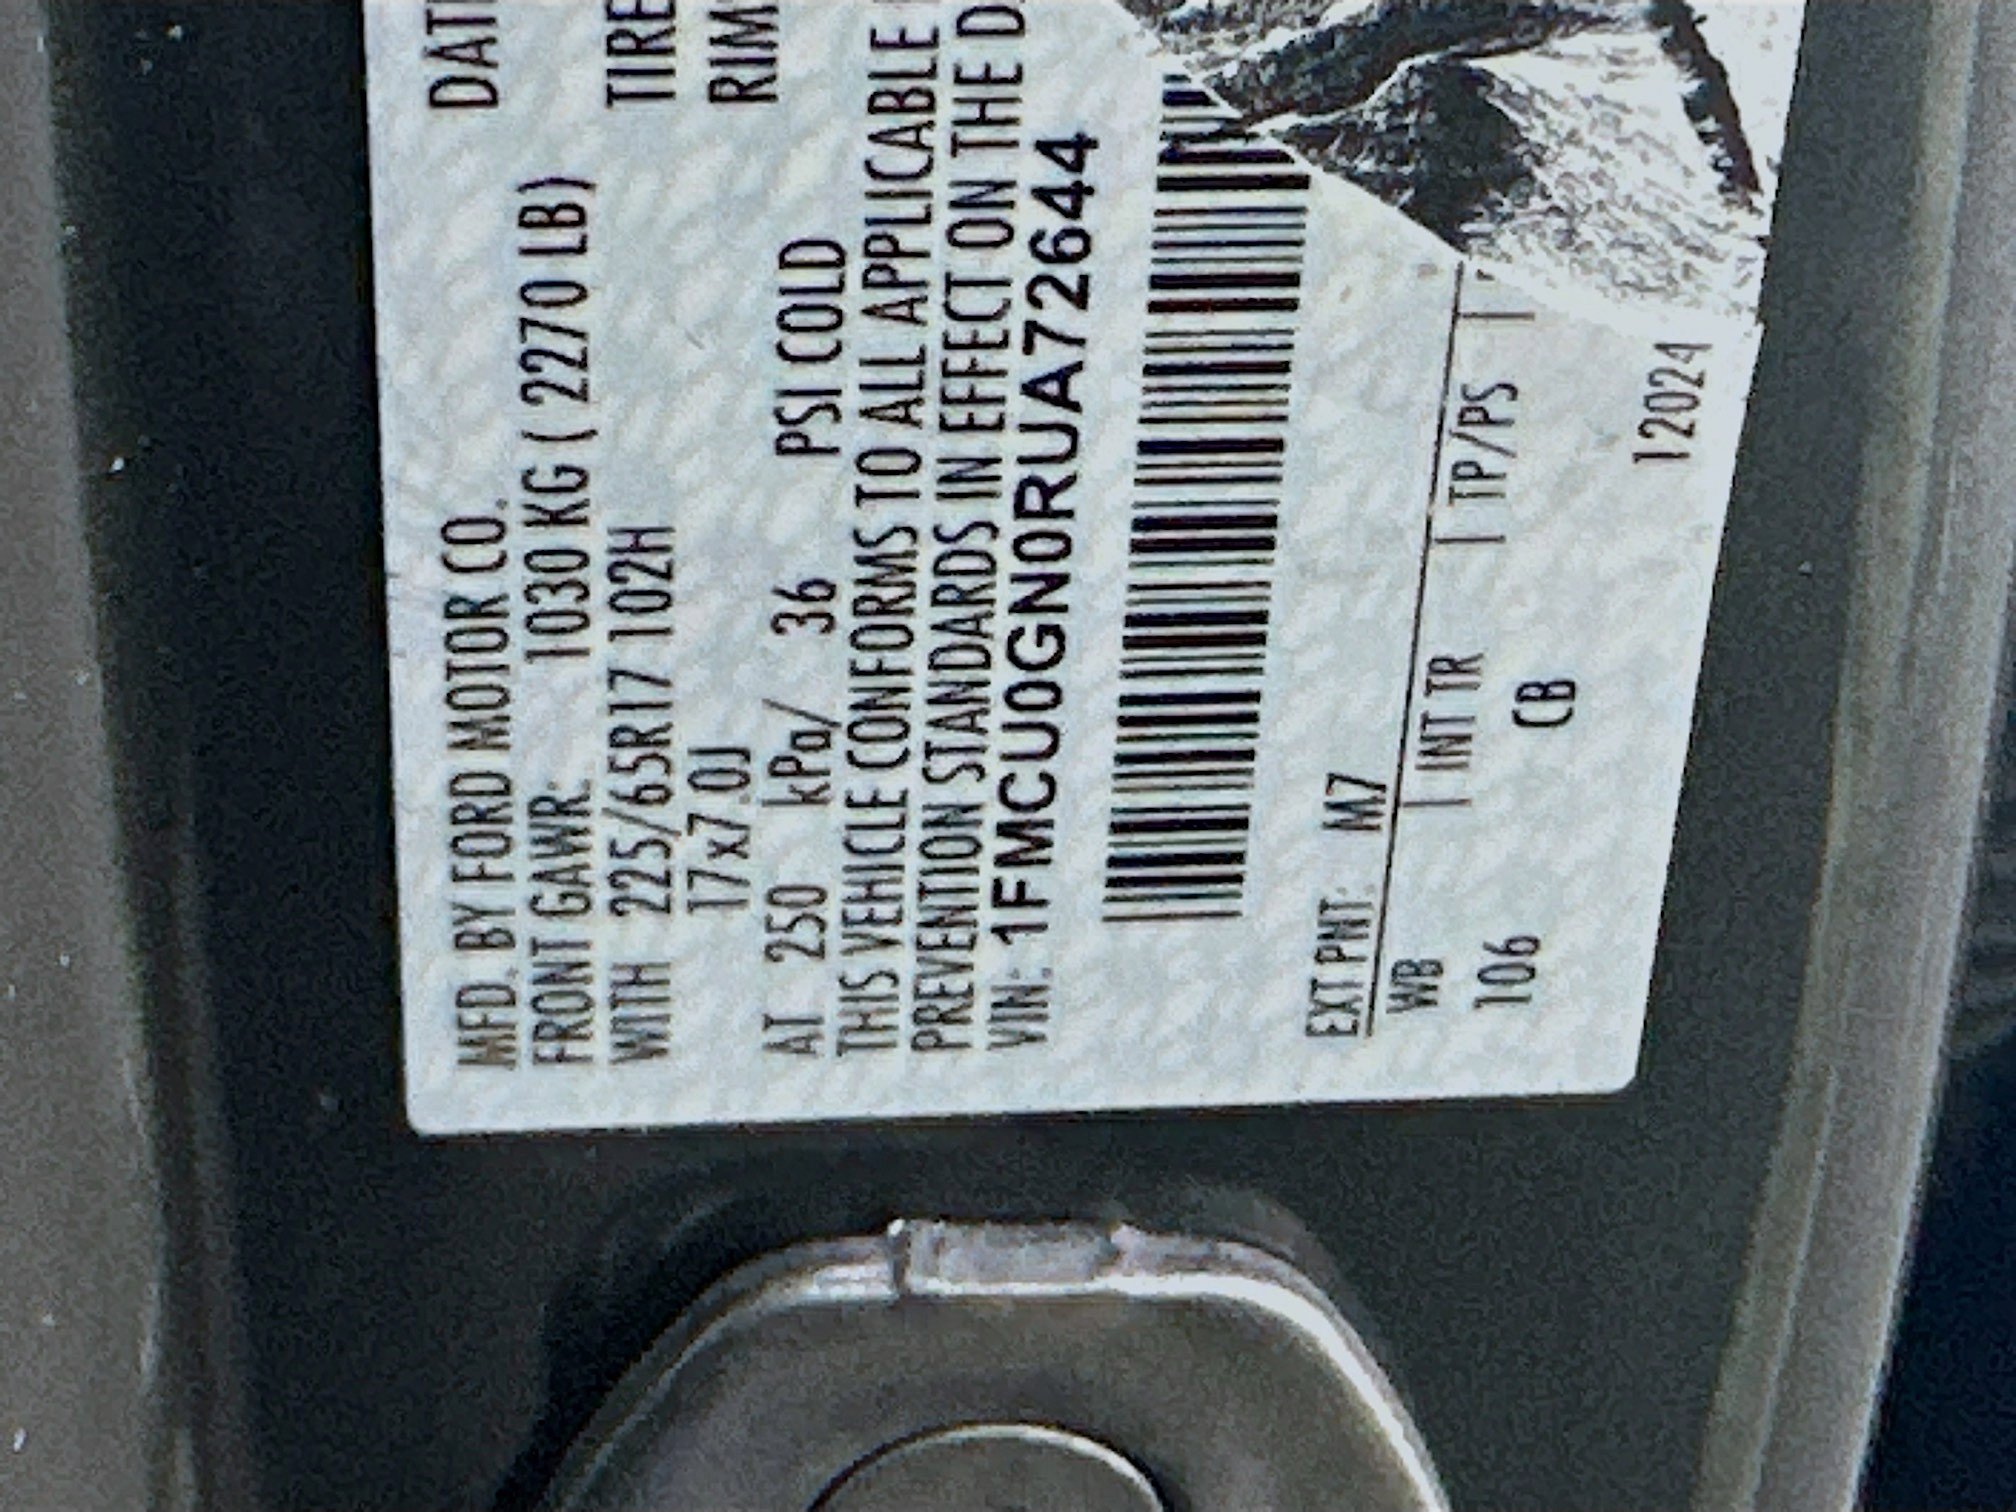 MFD. BY FORD MOTOR CO. DAT
FRONT GAWR: 1030 KG ( 2270 LB)
WITH 225/65R17 102H TIRE
17x7.0J RIM
AT 250 kPa/ 36 PSI COLD
THIS VEHICLE CONFORMS TO ALL APPLICABLE
PREVENTION STANDARDS IN EFFECT ON THE D
VIN: 1FMCU0GN0RUA72644
EXT PNT: M7
WB | INT TR | TP/PS |
106 CB
12024